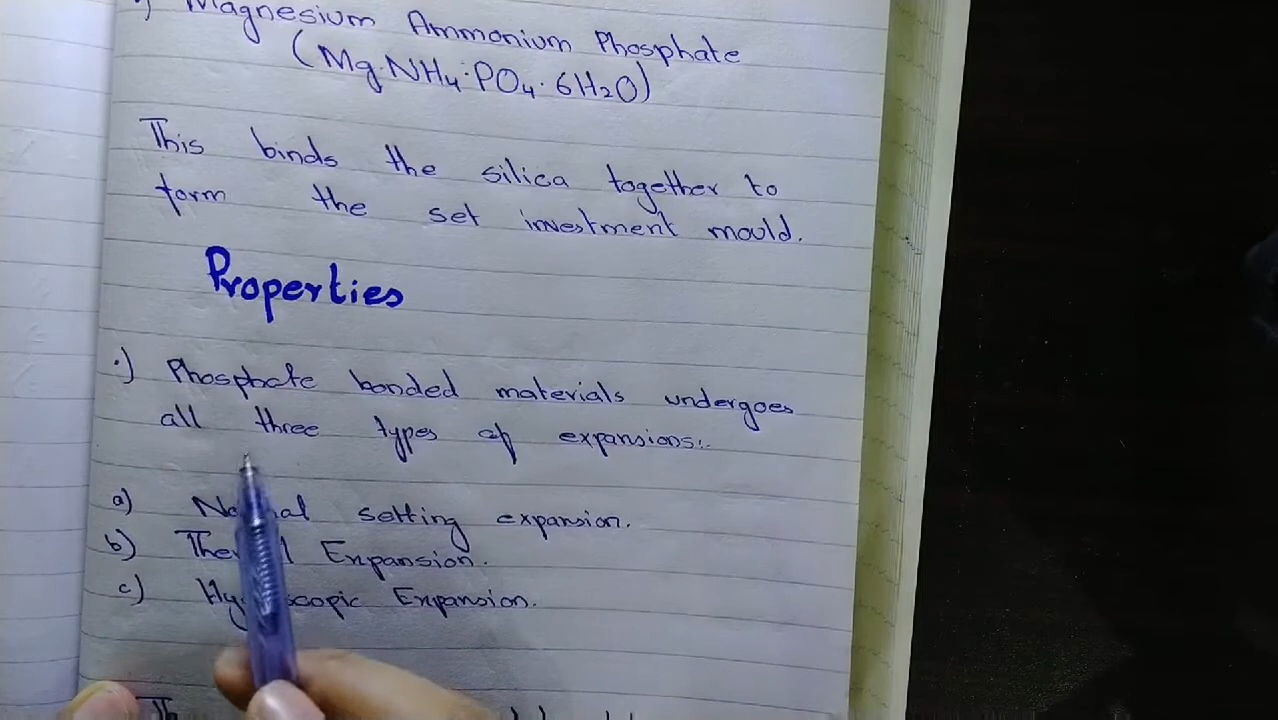 Magnesium Ammonium Phosphate
(Mg.NH4.PO4.6H2O)
This binds the silica together to
form the set investment mould.
Properties
•) Phosphate bonded materials undergoes
all three types of expansions:.
a) setting expansion.
b) Expansion.
c) Expansion.